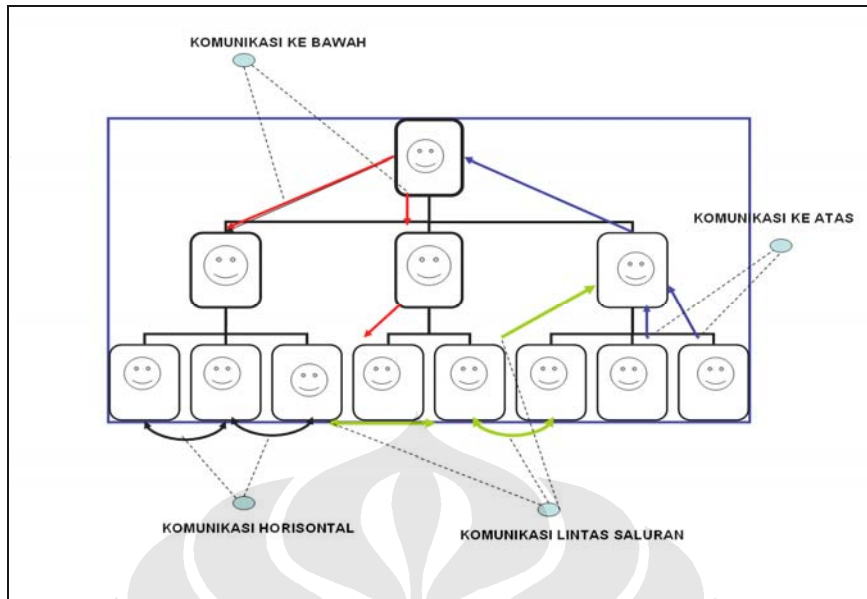 KOMUNIKASI KE BAWAH
KOMUNIKASI KE ATAS
KOMUNIKASI HORISONTAL
KOMUNIKASI LINTAS SALURAN